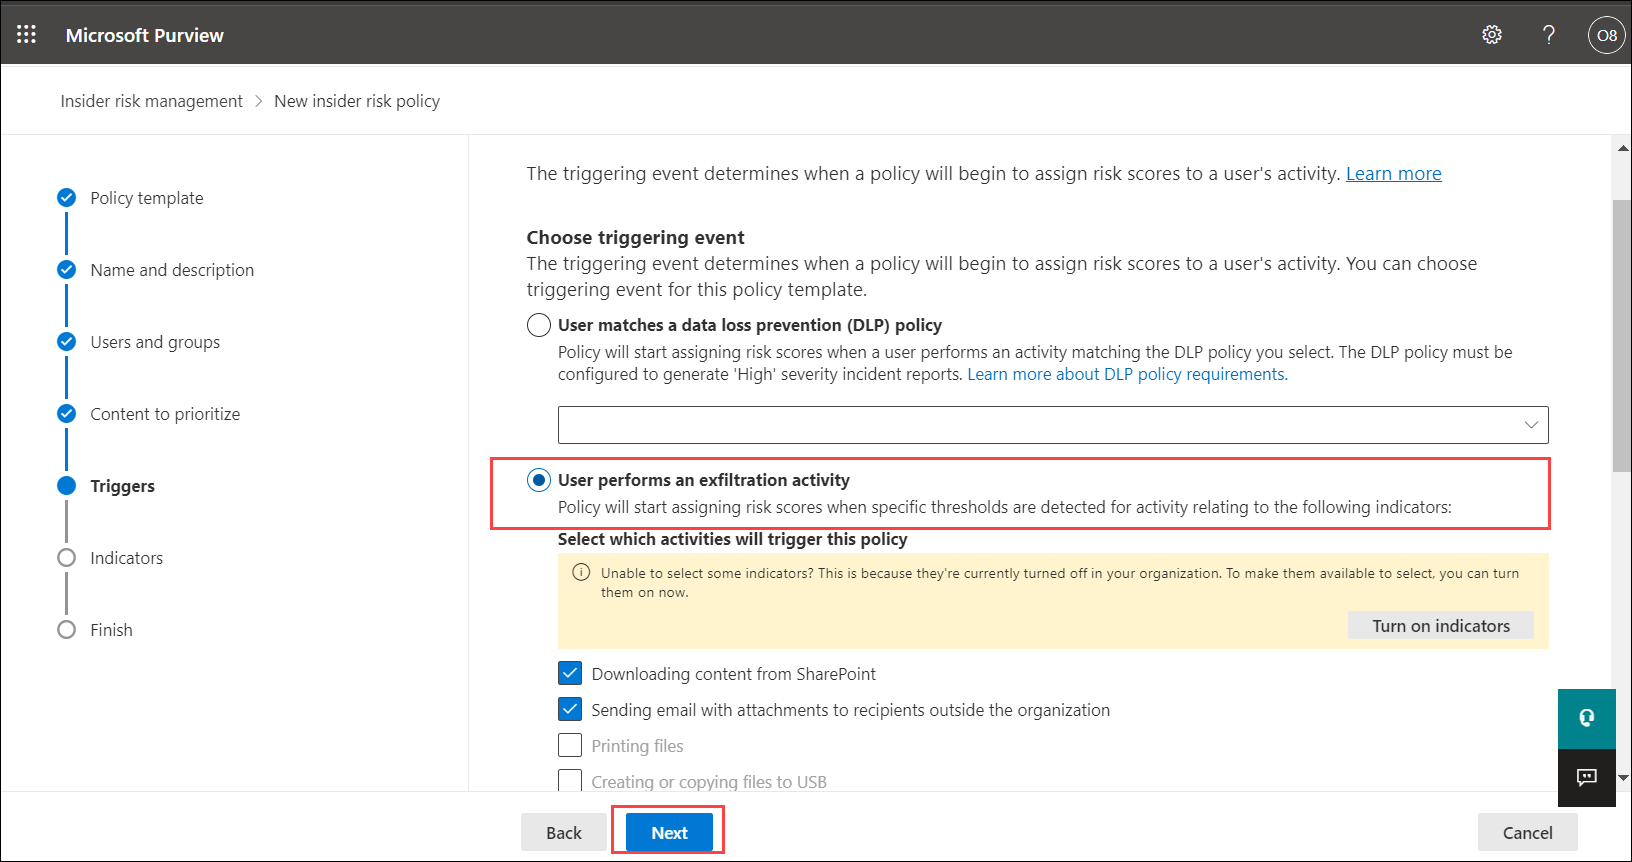 Microsoft Purview
?
O8
Insider risk management > New insider risk policy
Policy template
Name and description
Users and groups
Content to prioritize
Triggers
Indicators
Finish
The triggering event determines when a policy will begin to assign risk scores to a user's activity. Learn more
Choose triggering event
The triggering event determines when a policy will begin to assign risk scores to a user's activity. You can choose
triggering event for this policy template.
User matches a data loss prevention (DLP) policy
Policy will start assigning risk scores when a user performs an activity matching the DLP policy you select. The DLP policy must be
configured to generate 'High' severity incident reports. Learn more about DLP policy requirements.
User performs an exfiltration activity
Policy will start assigning risk scores when specific thresholds are detected for activity relating to the following indicators:
Select which activities will trigger this policy
Unable to select some indicators? This is because they're currently turned off in your organization. To make them available to select, you can turn
them on now.
Turn on indicators
Downloading content from SharePoint
Sending email with attachments to recipients outside the organization
Printing files
Creating or copying files to USB
Back
Next
Cancel